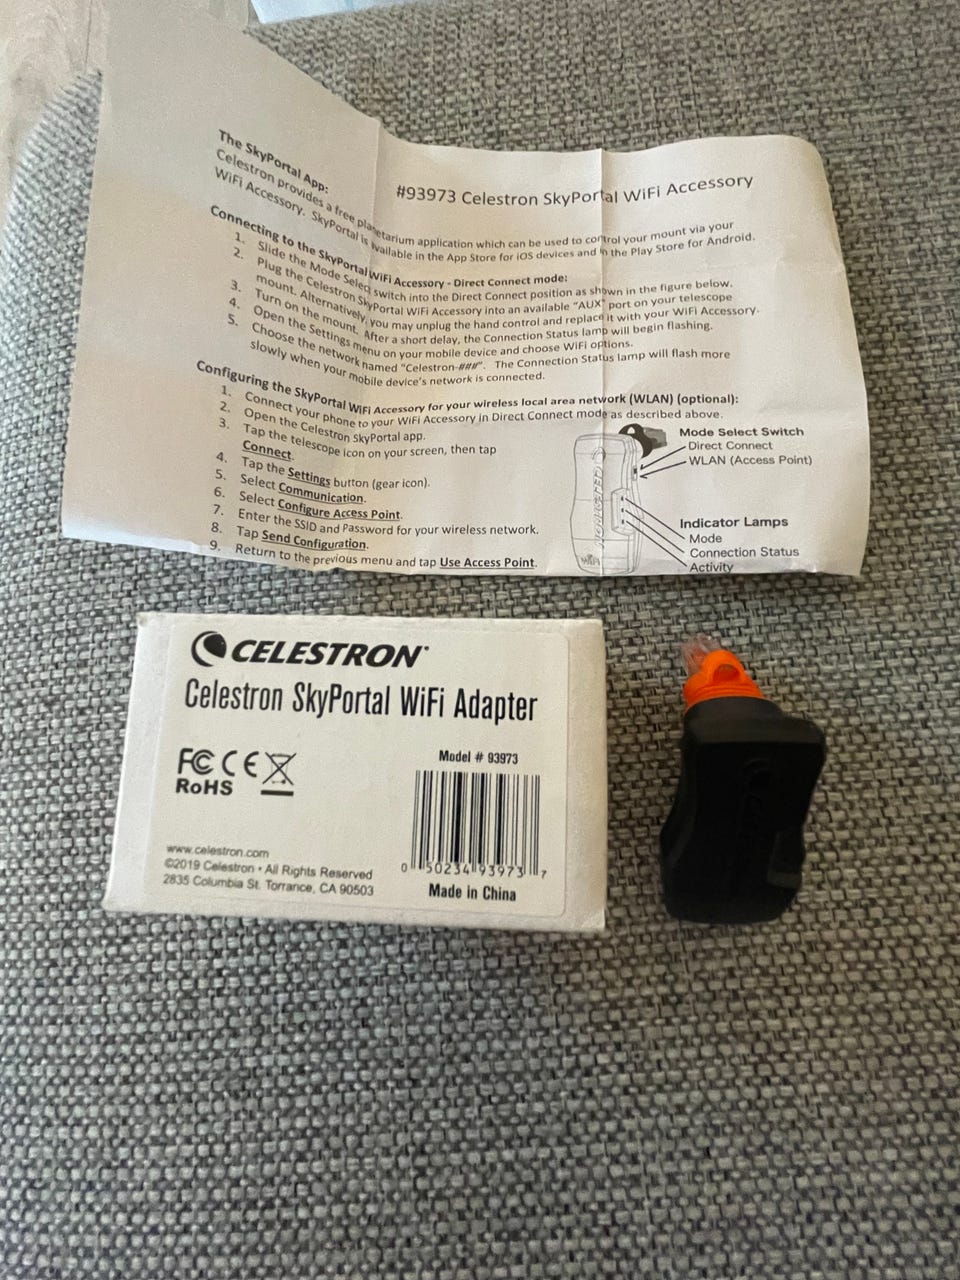 #93973 Celestron SkyPortal WiFi Accessory
The SkyPortal App:
Celestron provides a free planetarium application which can be used to control your mount via your
WiFi Accessory. SkyPortal is available in the App Store for iOS devices and in the Play Store for Android.
Connecting to the SkyPortal WiFi Accessory - Direct Connect mode:
1. Slide the Mode Select switch into the Direct Connect position as shown in the figure below.
2. Plug the Celestron SkyPortal WiFi Accessory into an available "AUX" port on your telescope
mount. Alternatively, you may unplug the hand control and replace it with your WiFi Accessory.
3. Turn on the mount. After a short delay, the Connection Status lamp will begin flashing.
4. Open the Settings menu on your mobile device and choose WiFi options.
5. Choose the network named "Celestron-###". The Connection Status lamp will flash more
slowly when your mobile device's network is connected.
Configuring the SkyPortal WiFi Accessory for your wireless local area network (WLAN) (optional):
1. Connect your phone to your WiFi Accessory in Direct Connect mode as described above.
2. Open the Celestron SkyPortal app.
3. Tap the telescope icon on your screen, then tap
Connect.
4. Tap the Settings button (gear icon).
5. Select Communication.
6. Select Configure Access Point.
7. Enter the SSID and Password for your wireless network.
8. Tap Send Configuration.
9. Return to the previous menu and tap Use Access Point.
Mode Select Switch
Direct Connect
WLAN (Access Point)
Indicator Lamps
Mode
Connection Status
Activity
CELESTRON
WiFi
CELESTRON
Celestron SkyPortal WiFi Adapter
FC CE
RoHS
Model # 93973
0 50234 93973 7
Made in China
www.celestron.com
©2019 Celestron • All Rights Reserved
2835 Columbia St. Torrance, CA 90503